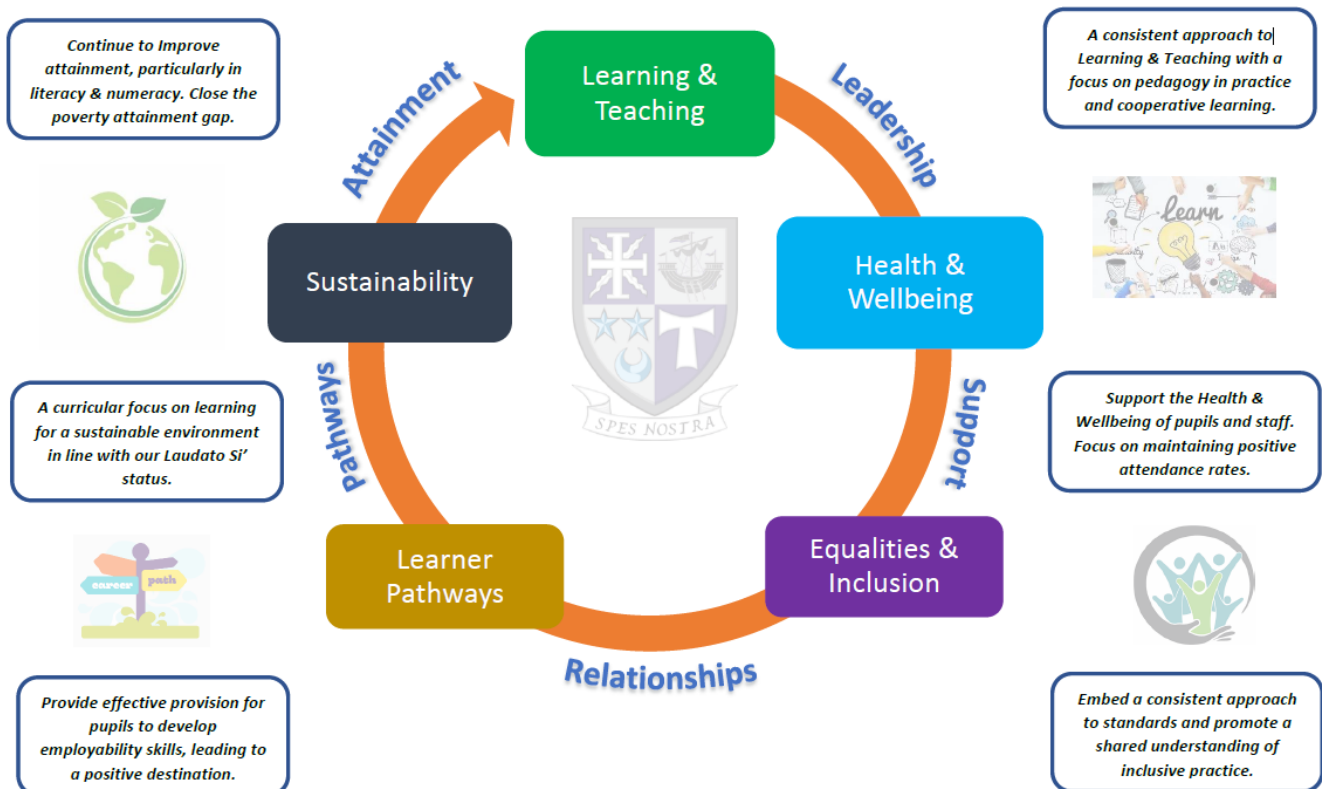 Continue to Improve
attainment, particularly in
literacy & numeracy. Close the
poverty attainment gap.
Learning &
Teaching
A consistent approach to
Learning & Teaching with a
focus on pedagogy in practice
and cooperative learning.
Attainment
Leadership
Learn
Sustainability
Health &
Wellbeing
SPES NOSTRA
A curricular focus on learning
for a sustainable environment
in line with our Laudato Si’
status.
Pathways
Support
Support the Health &
Wellbeing of pupils and staff.
Focus on maintaining positive
attendance rates.
career path
Learner
Pathways
Equalities &
Inclusion
Relationships
Provide effective provision for
pupils to develop
employability skills, leading to
a positive destination.
Embed a consistent approach
to standards and promote a
shared understanding of
inclusive practice.